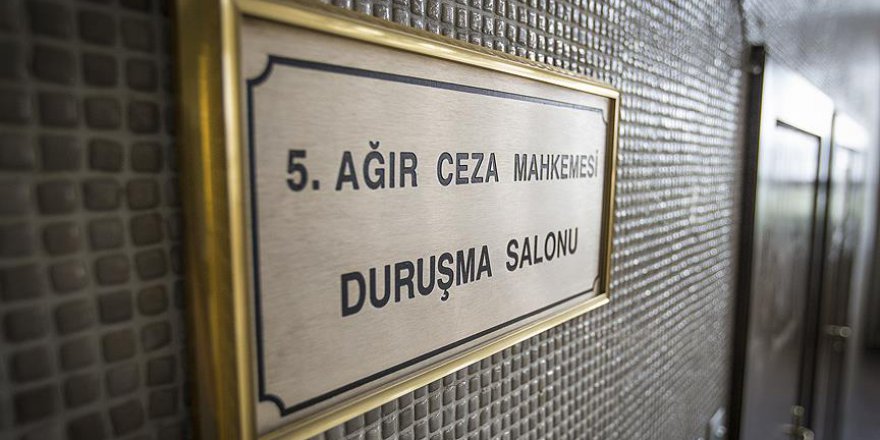 5. AĞIR CEZA MAHKEMESİ
DURUŞMA SALONU